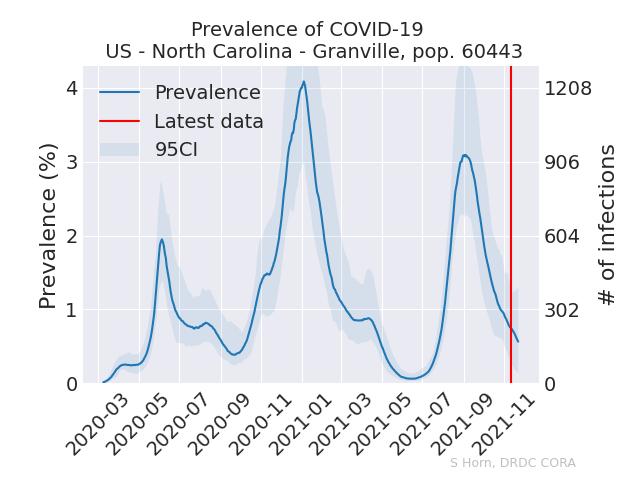 Prevalence of COVID-19
US - North Carolina - Granville, pop. 60443
Prevalence
Latest data
95CI
Prevalence (%)
4
3
2
1
0
1208
906
604
302
0
# of infections
2020-03
2020-05
2020-07
2020-09
2020-11
2021-01
2021-03
2021-05
2021-07
2021-09
2021-11
S Horn, DRDC CORA